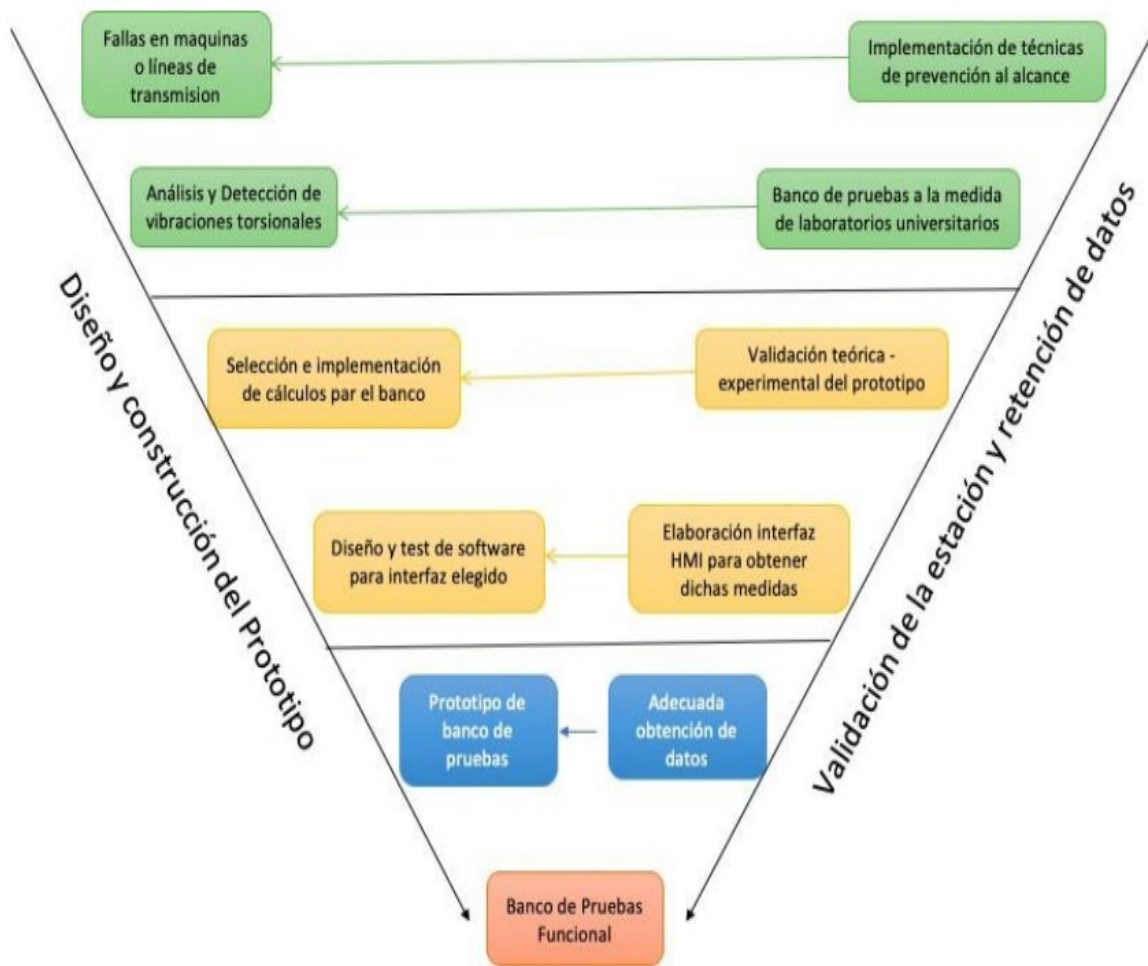 Fallas en maquinas
o líneas de
transmision
Implementación de técnicas
de prevención al alcance
Análisis y Detección de
vibraciones torsionales
Banco de pruebas a la medida
de laboratorios universitarios
Diseño y construcción del Prototipo
Validación de la estación y retención de datos
Selección e implementación
de cálculos par el banco
Validación teórica -
experimental del prototipo
Diseño y test de software
para interfaz elegido
Elaboración interfaz
HMI para obtener
dichas medidas
Prototipo de
banco de
pruebas
Adecuada
obtención de
datos
Banco de Pruebas
Funcional